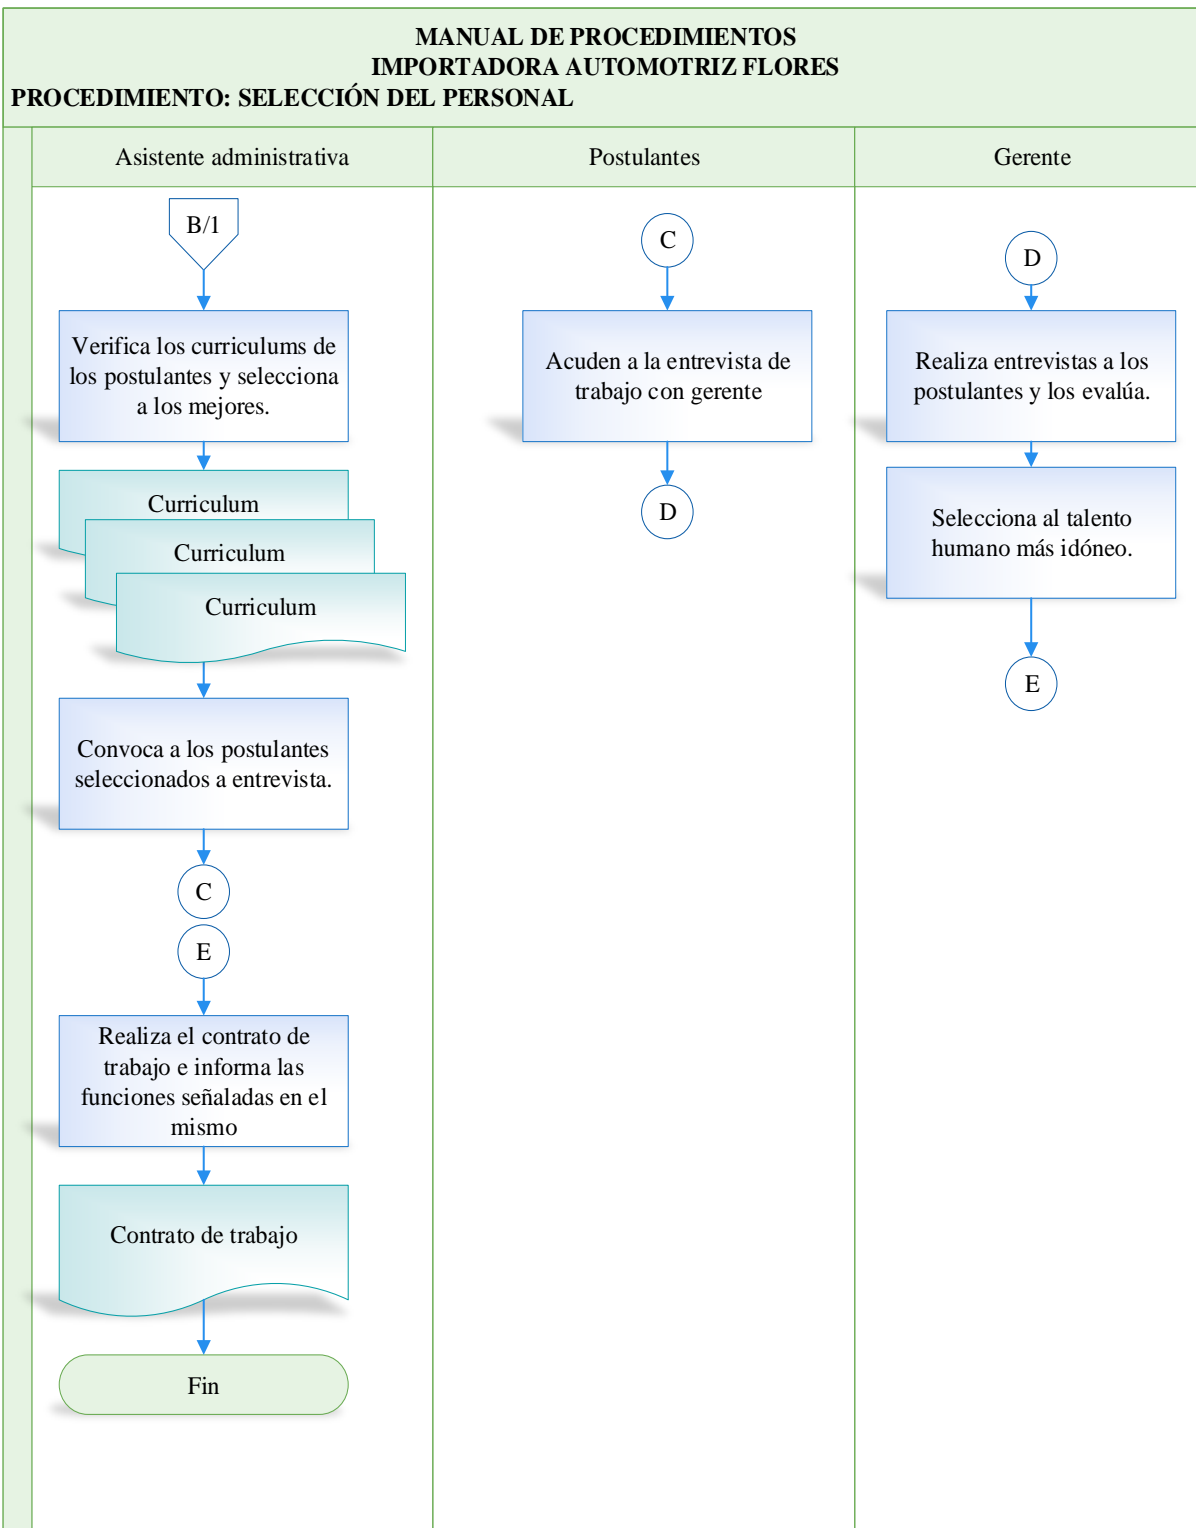 MANUAL DE PROCEDIMIENTOS
IMPORTADORA AUTOMOTRIZ FLORES
PROCEDIMIENTO: SELECCIÓN DEL PERSONAL
Asistente administrativa
Postulantes
Gerente
B/1
Verifica los curriculums de
los postulantes y selecciona
a los mejores.
Curriculum
Curriculum
Curriculum
Convoca a los postulantes
seleccionados a entrevista.
C
E
Realiza el contrato de
trabajo e informa las
funciones señaladas en el
mismo
Contrato de trabajo
Fin
C
Acuden a la entrevista de
trabajo con gerente
D
D
Realiza entrevistas a los
postulantes y los evalúa.
Selecciona al talento
humano más idóneo.
E